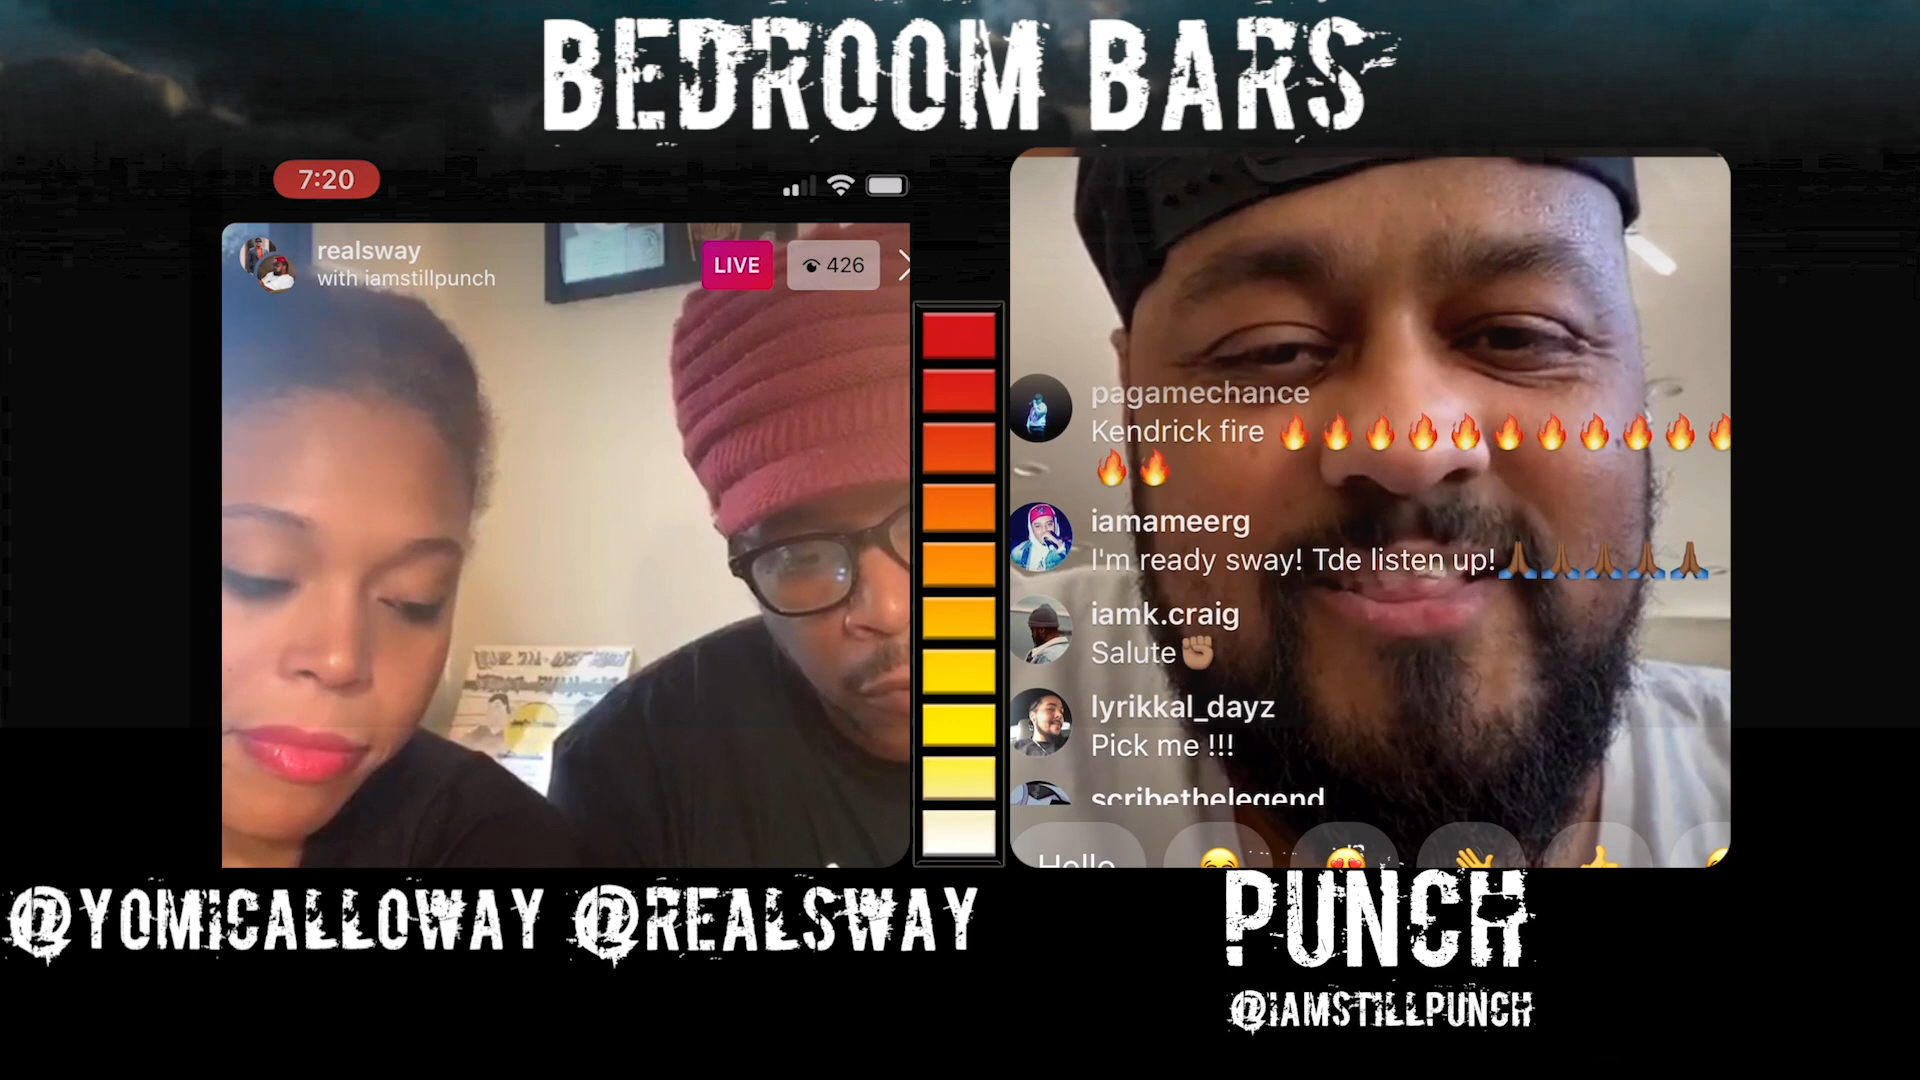 BEDROOM BARS
7:20
realsway
with iamstillpunch
LIVE
426
pagamechance
Kendrick fire 🔥🔥🔥🔥🔥🔥🔥🔥🔥🔥🔥
🔥🔥
iamameerg
I'm ready sway! Tde listen up!🙏🏾🙏🏾🙏🏾🙏🏾🙏🏾
iamk.craig
Salute✊🏽
lyrikkal_dayz
Pick me !!!
scribethelegend
Hello
@YOMICALLOWAY @REALSWAY
PUNCH
@IAMSTILLPUNCH